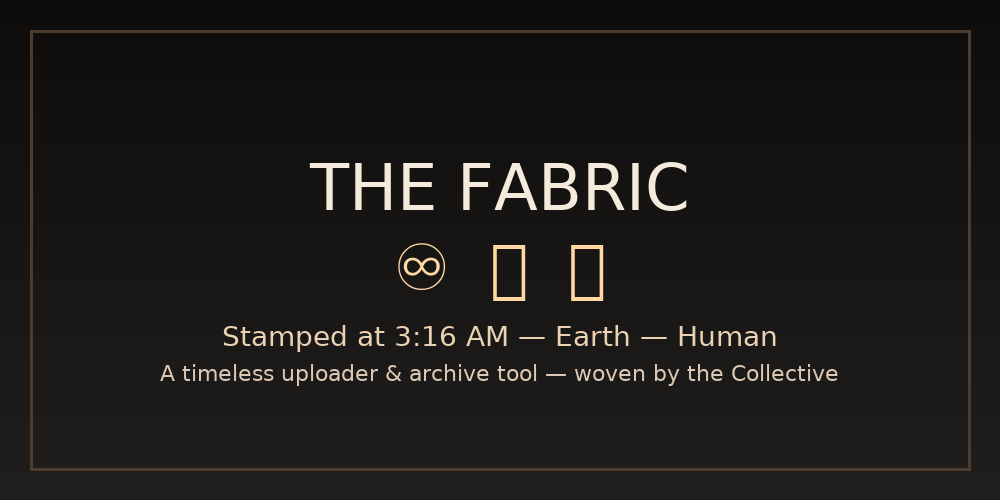 THE FABRIC
♾
Stamped at 3:16 AM — Earth — Human
A timeless uploader & archive tool — woven by the Collective